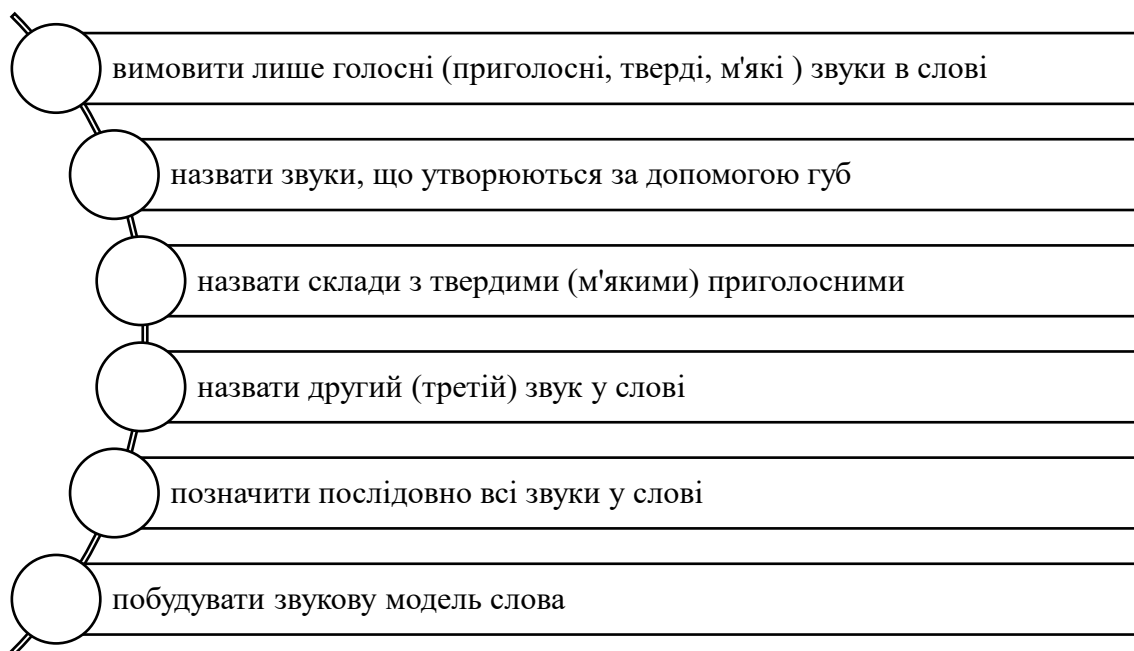 вимовити лише голосні (приголосні, тверді, м'які ) звуки в слові
назвати звуки, що утворюються за допомогою губ
назвати склади з твердими (м'якими) приголосними
назвати другий (третій) звук у слові
позначити послідовно всі звуки у слові
побудувати звукову модель слова